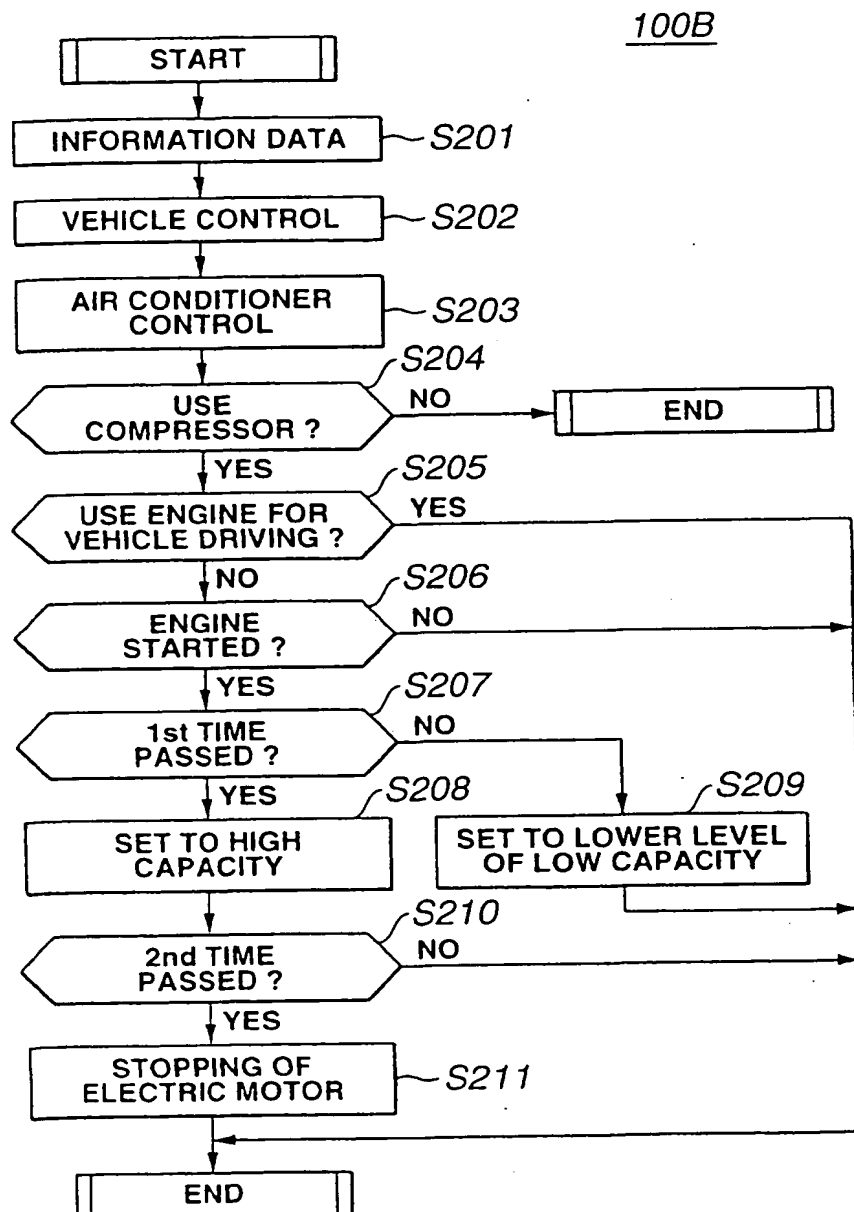 100B
START
INFORMATION DATA
S201
VEHICLE CONTROL
S202
AIR CONDITIONER
CONTROL
S203
S204
USE
COMPRESSOR ?
NO
END
YES
S205
USE ENGINE FOR
VEHICLE DRIVING ?
YES
NO
S206
ENGINE
STARTED ?
NO
YES
S207
1st TIME
PASSED ?
NO
YES
S208
SET TO HIGH
CAPACITY
S209
SET TO LOWER LEVEL
OF LOW CAPACITY
S210
2nd TIME
PASSED ?
NO
YES
STOPPING OF
ELECTRIC MOTOR
S211
END